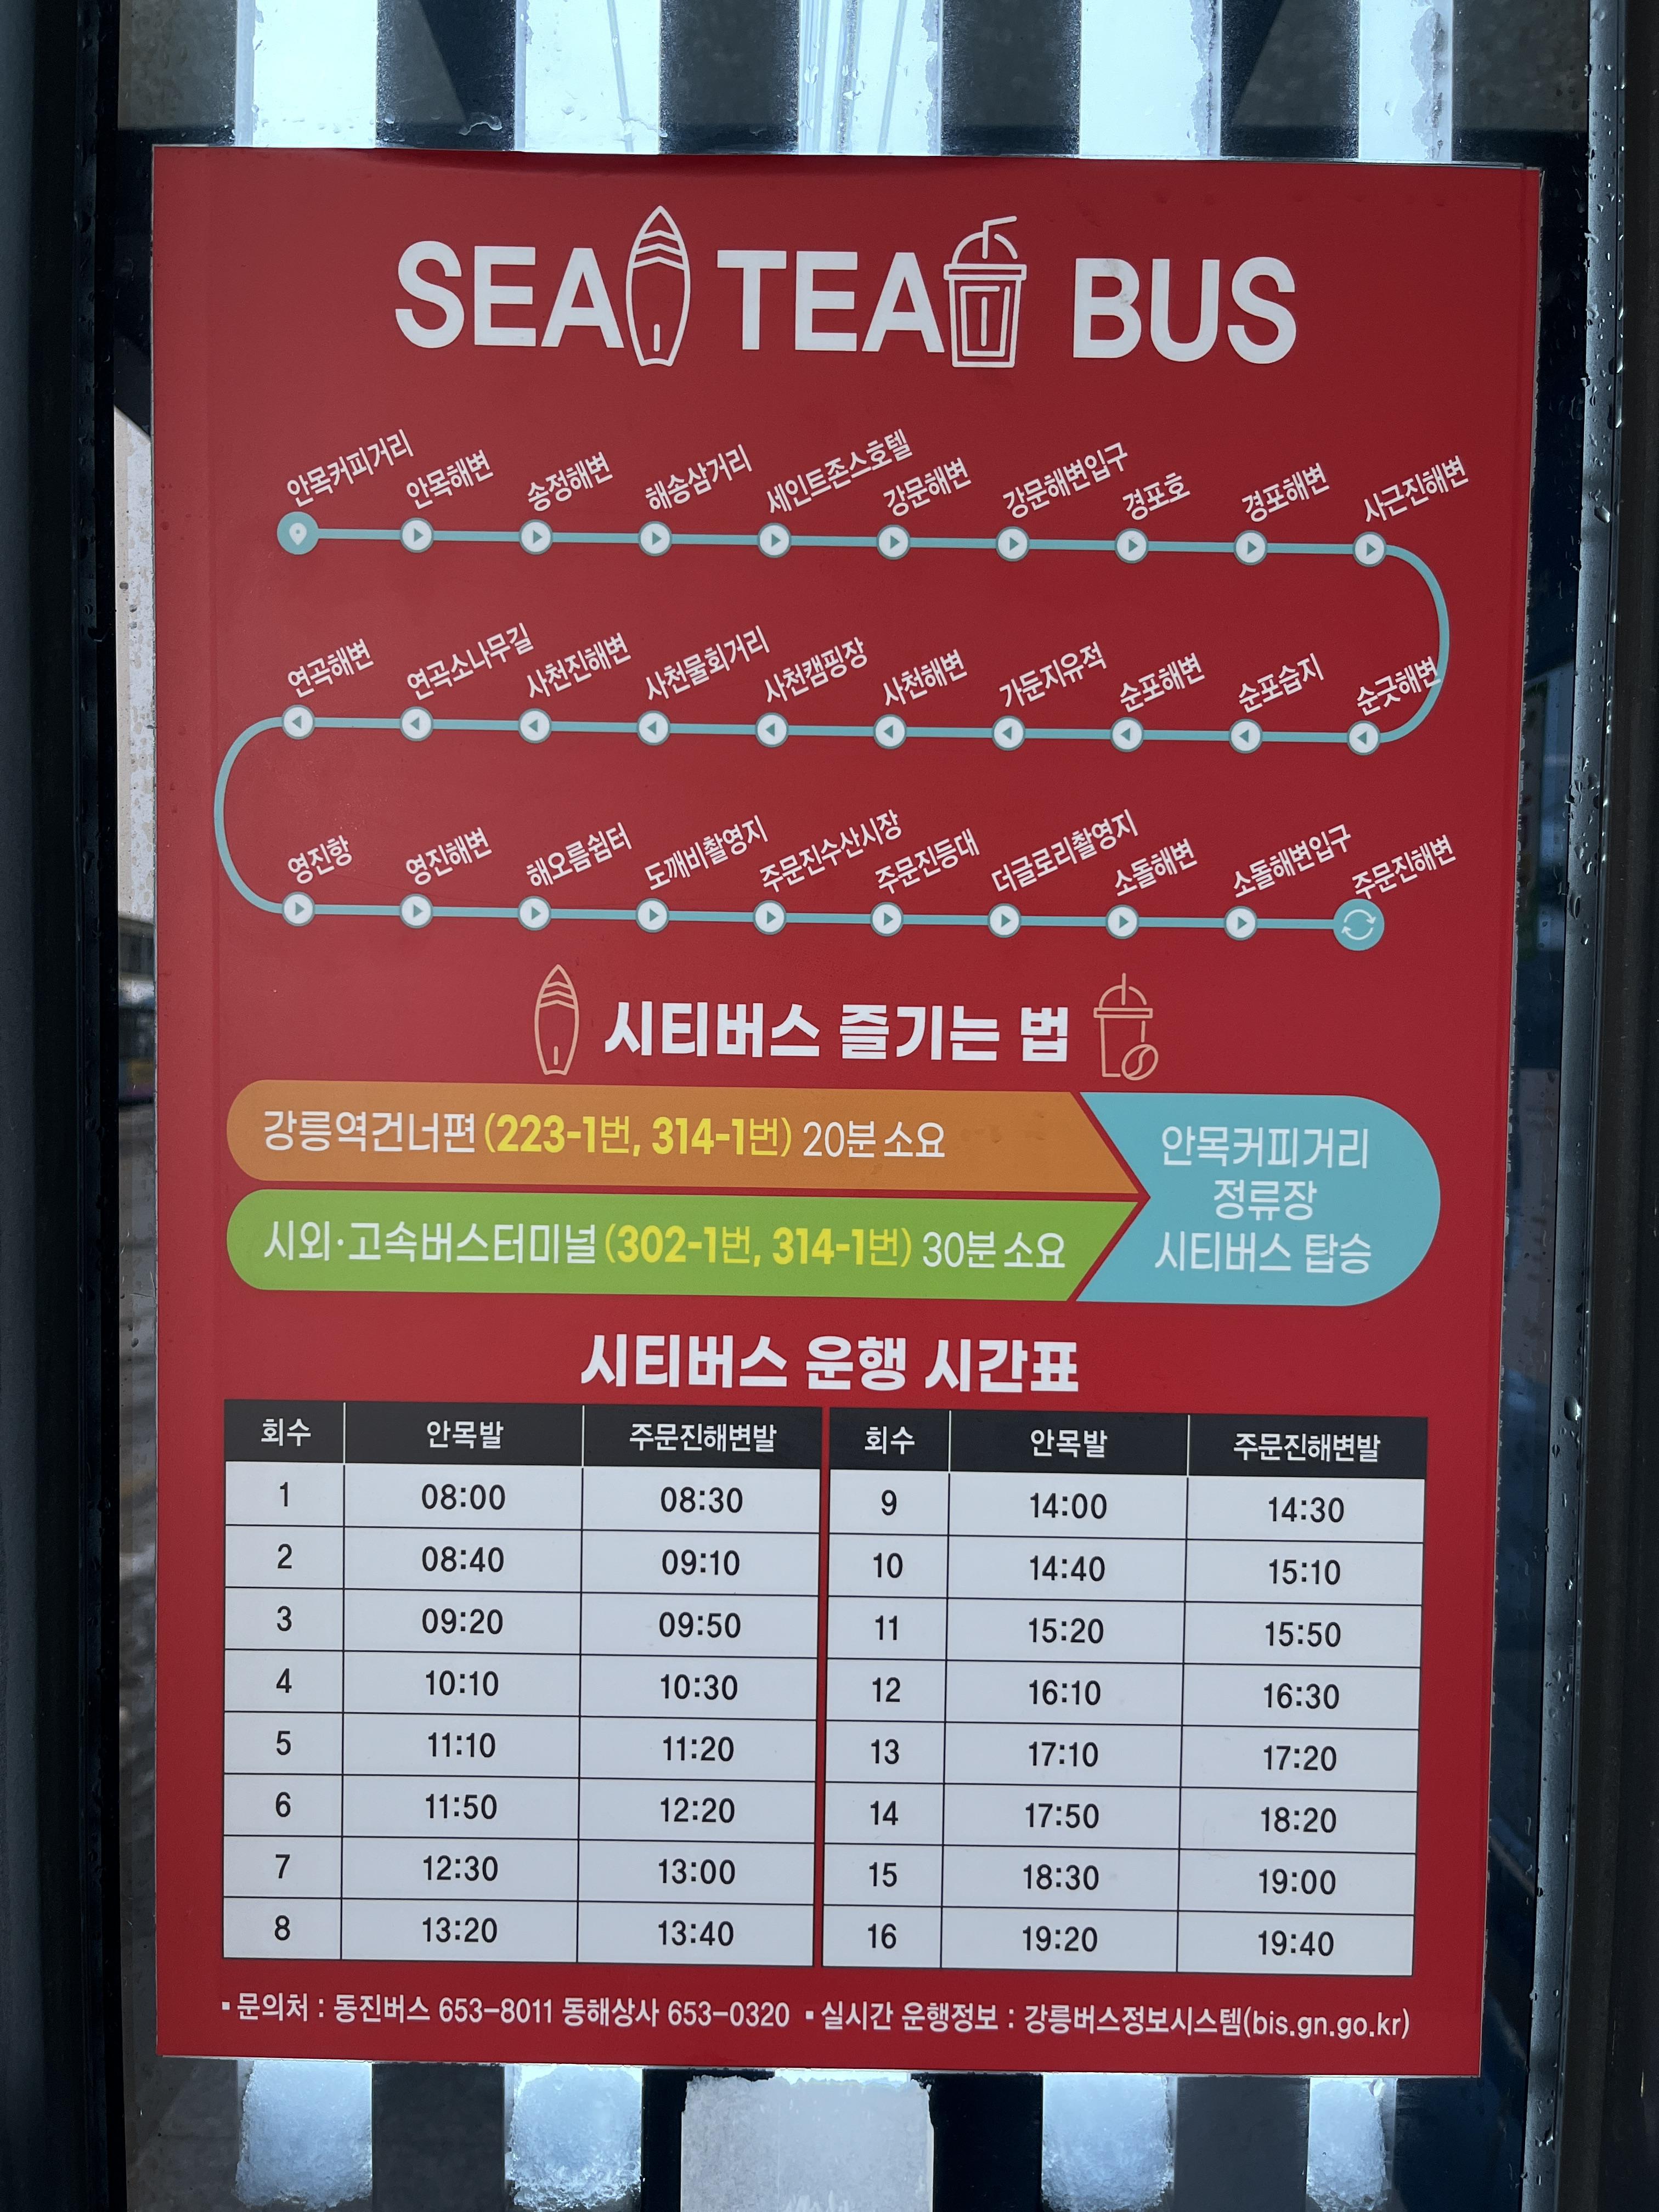 SEA TEA BUS
안목커피거리 안목해변 송정해변 해송삼거리 세인트존스호텔 강문해변 강문해변입구 경포호 경포해변 사근진해변
연곡해변 연곡소나무길 사천진해변 사천물회거리 사천캠핑장 사천해변 가둔지유적 순포해변 순포습지 순긋해변
영진항 영진해변 해오름쉼터 도깨비촬영지 주문진수산시장 주문진등대 더글로리촬영지 소돌해변 소돌해변입구 주문진해변
시티버스 즐기는 법
강릉역건너편 (223-1번, 314-1번) 20분 소요
시외·고속버스터미널 (302-1번, 314-1번) 30분 소요
안목커피거리
정류장
시티버스 탑승
시티버스 운행 시간표
회수 안목발 주문진해변발 회수 안목발 주문진해변발
1 08:00 08:30 9 14:00 14:30
2 08:40 09:10 10 14:40 15:10
3 09:20 09:50 11 15:20 15:50
4 10:10 10:30 12 16:10 16:30
5 11:10 11:20 13 17:10 17:20
6 11:50 12:20 14 17:50 18:20
7 12:30 13:00 15 18:30 19:00
8 13:20 13:40 16 19:20 19:40
▪ 문의처 : 동진버스 653-8011 동해상사 653-0320 ▪ 실시간 운행정보 : 강릉버스정보시스템(bis.gn.go.kr)